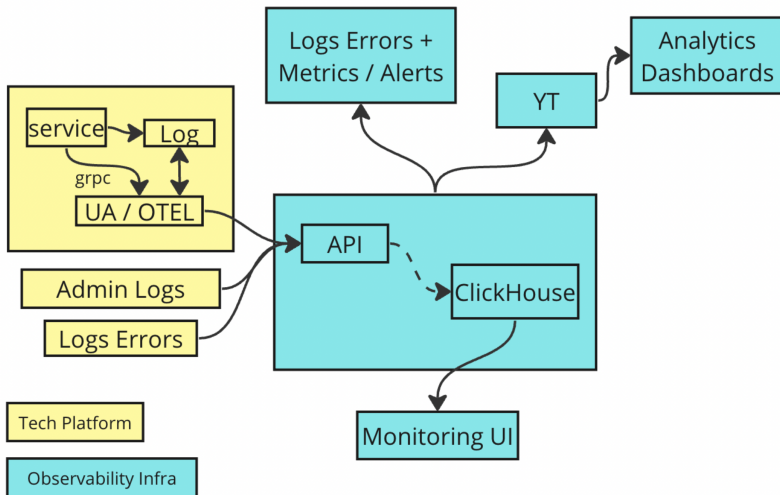 Logs Errors +
Metrics / Alerts
Analytics
Dashboards
YT
service
Log
grpc
UA / OTEL
API
Admin Logs
ClickHouse
Logs Errors
Tech Platform
Monitoring UI
Observability Infra